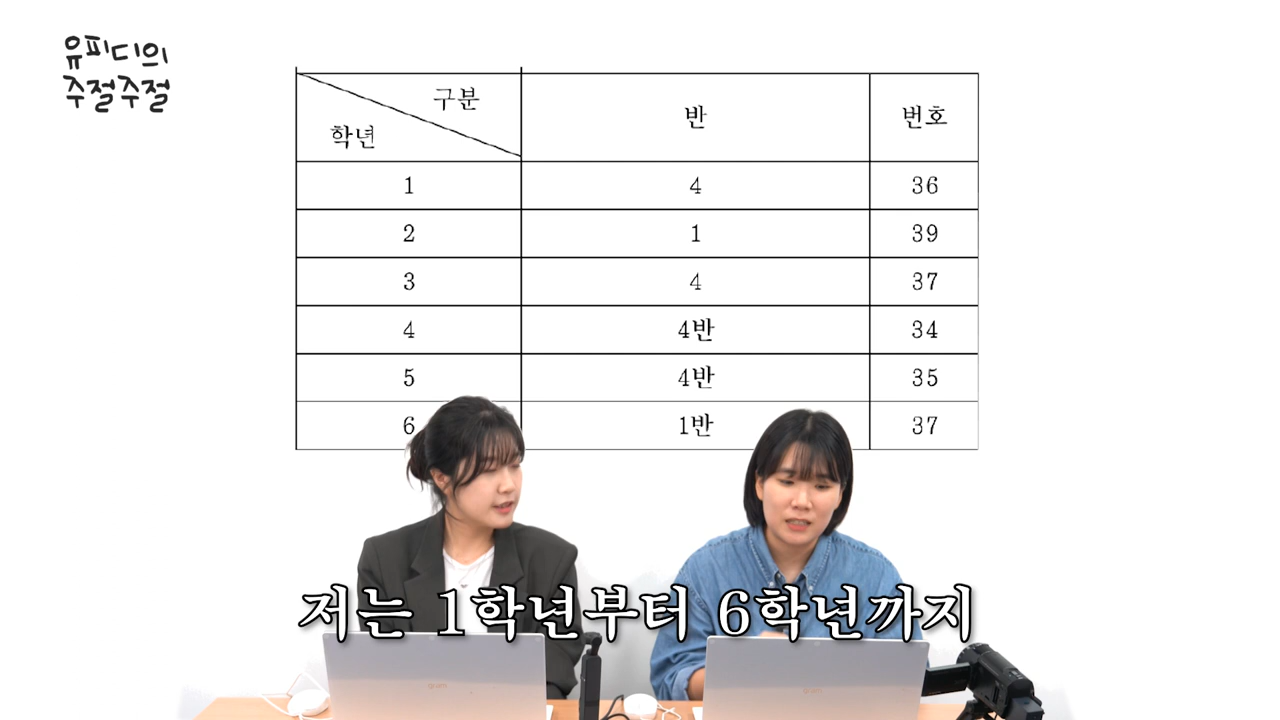 유피디의
주절주절
구분
학년
반
번호
1 4 36
2 1 39
3 4 37
4 4반 34
5 4반 35
6 1반 37
저는 1학년부터 6학년까지